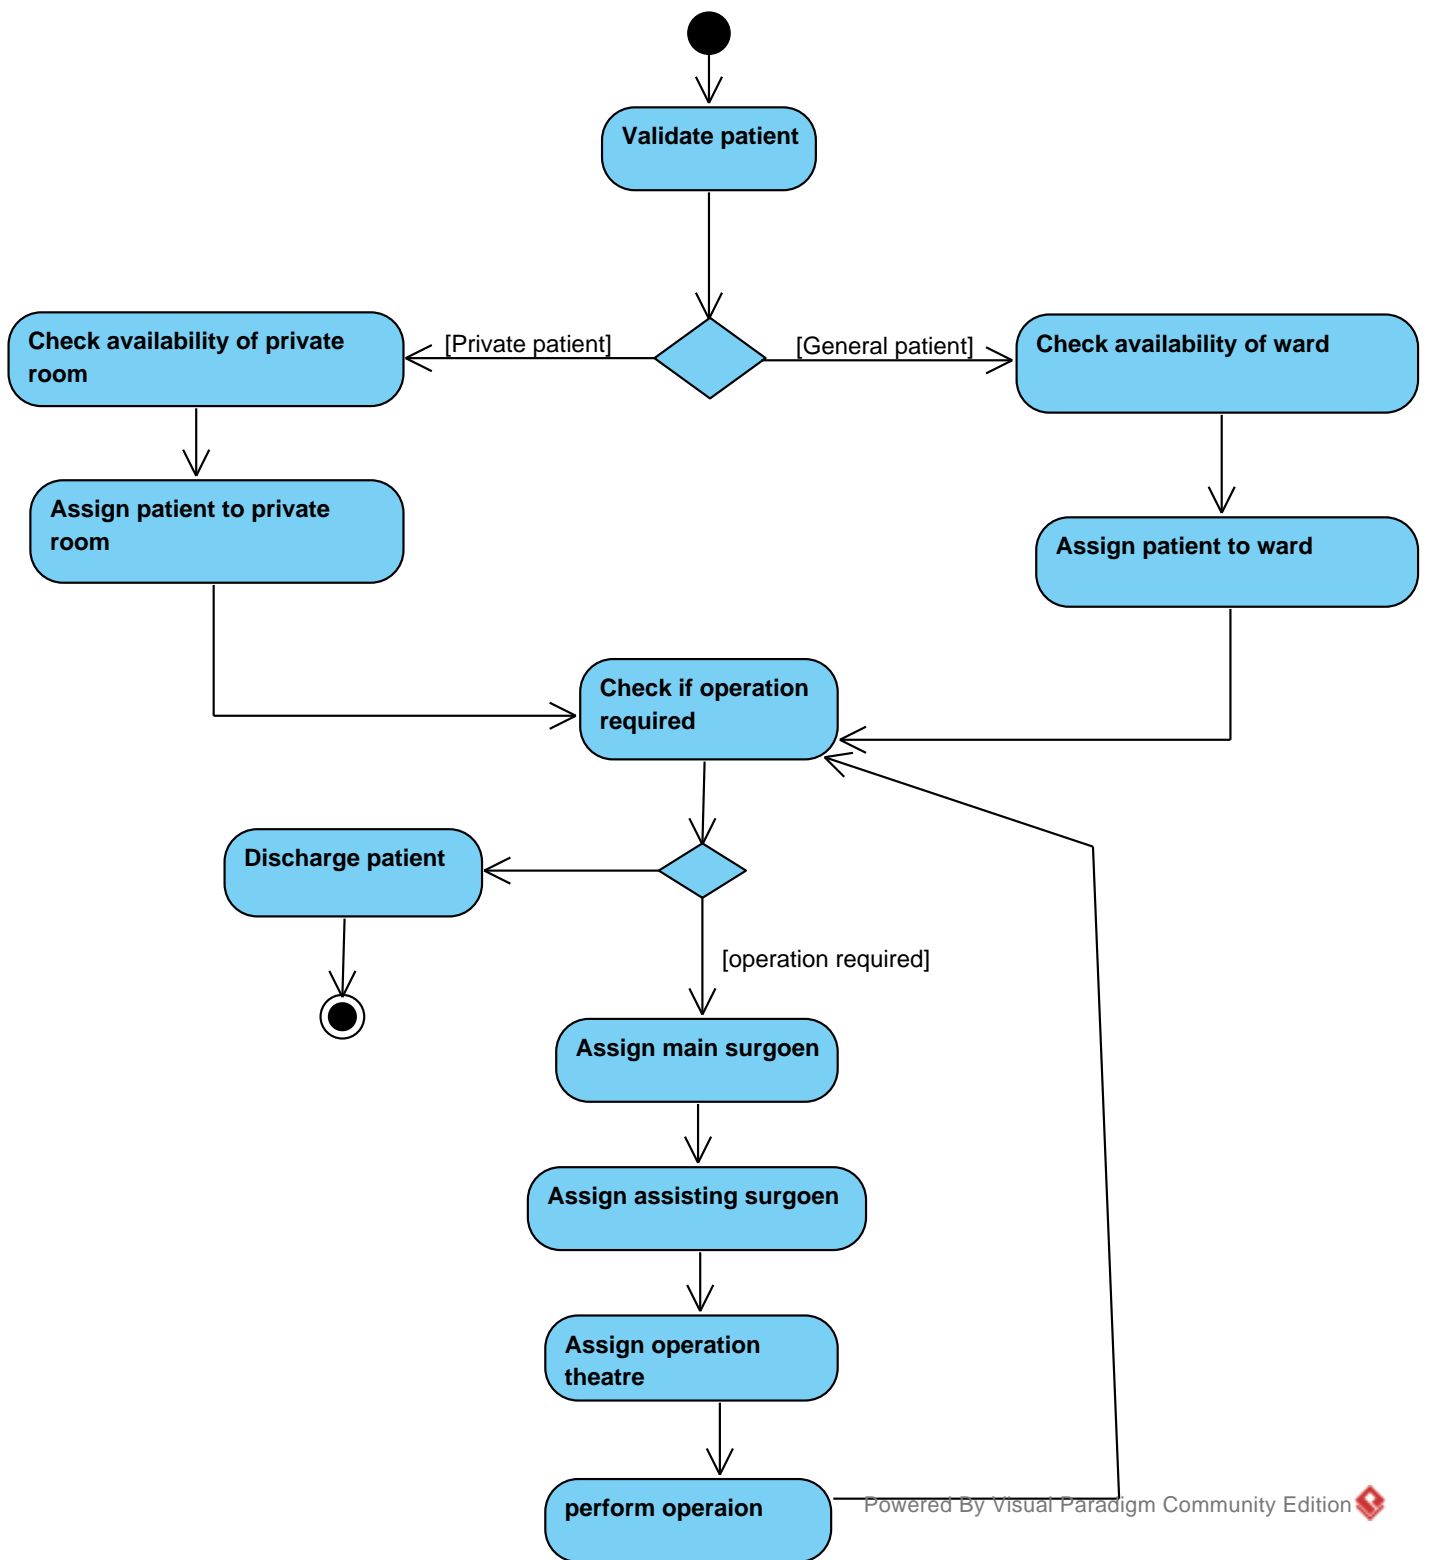 Validate patient
[Private patient]
[General patient]
Check availability of private
room
Check availability of ward
Assign patient to private
room
Assign patient to ward
Check if operation
required
Discharge patient
[operation required]
Assign main surgoen
Assign assisting surgoen
Assign operation
theatre
perform operaion
Powered By Visual Paradigm Community Edition